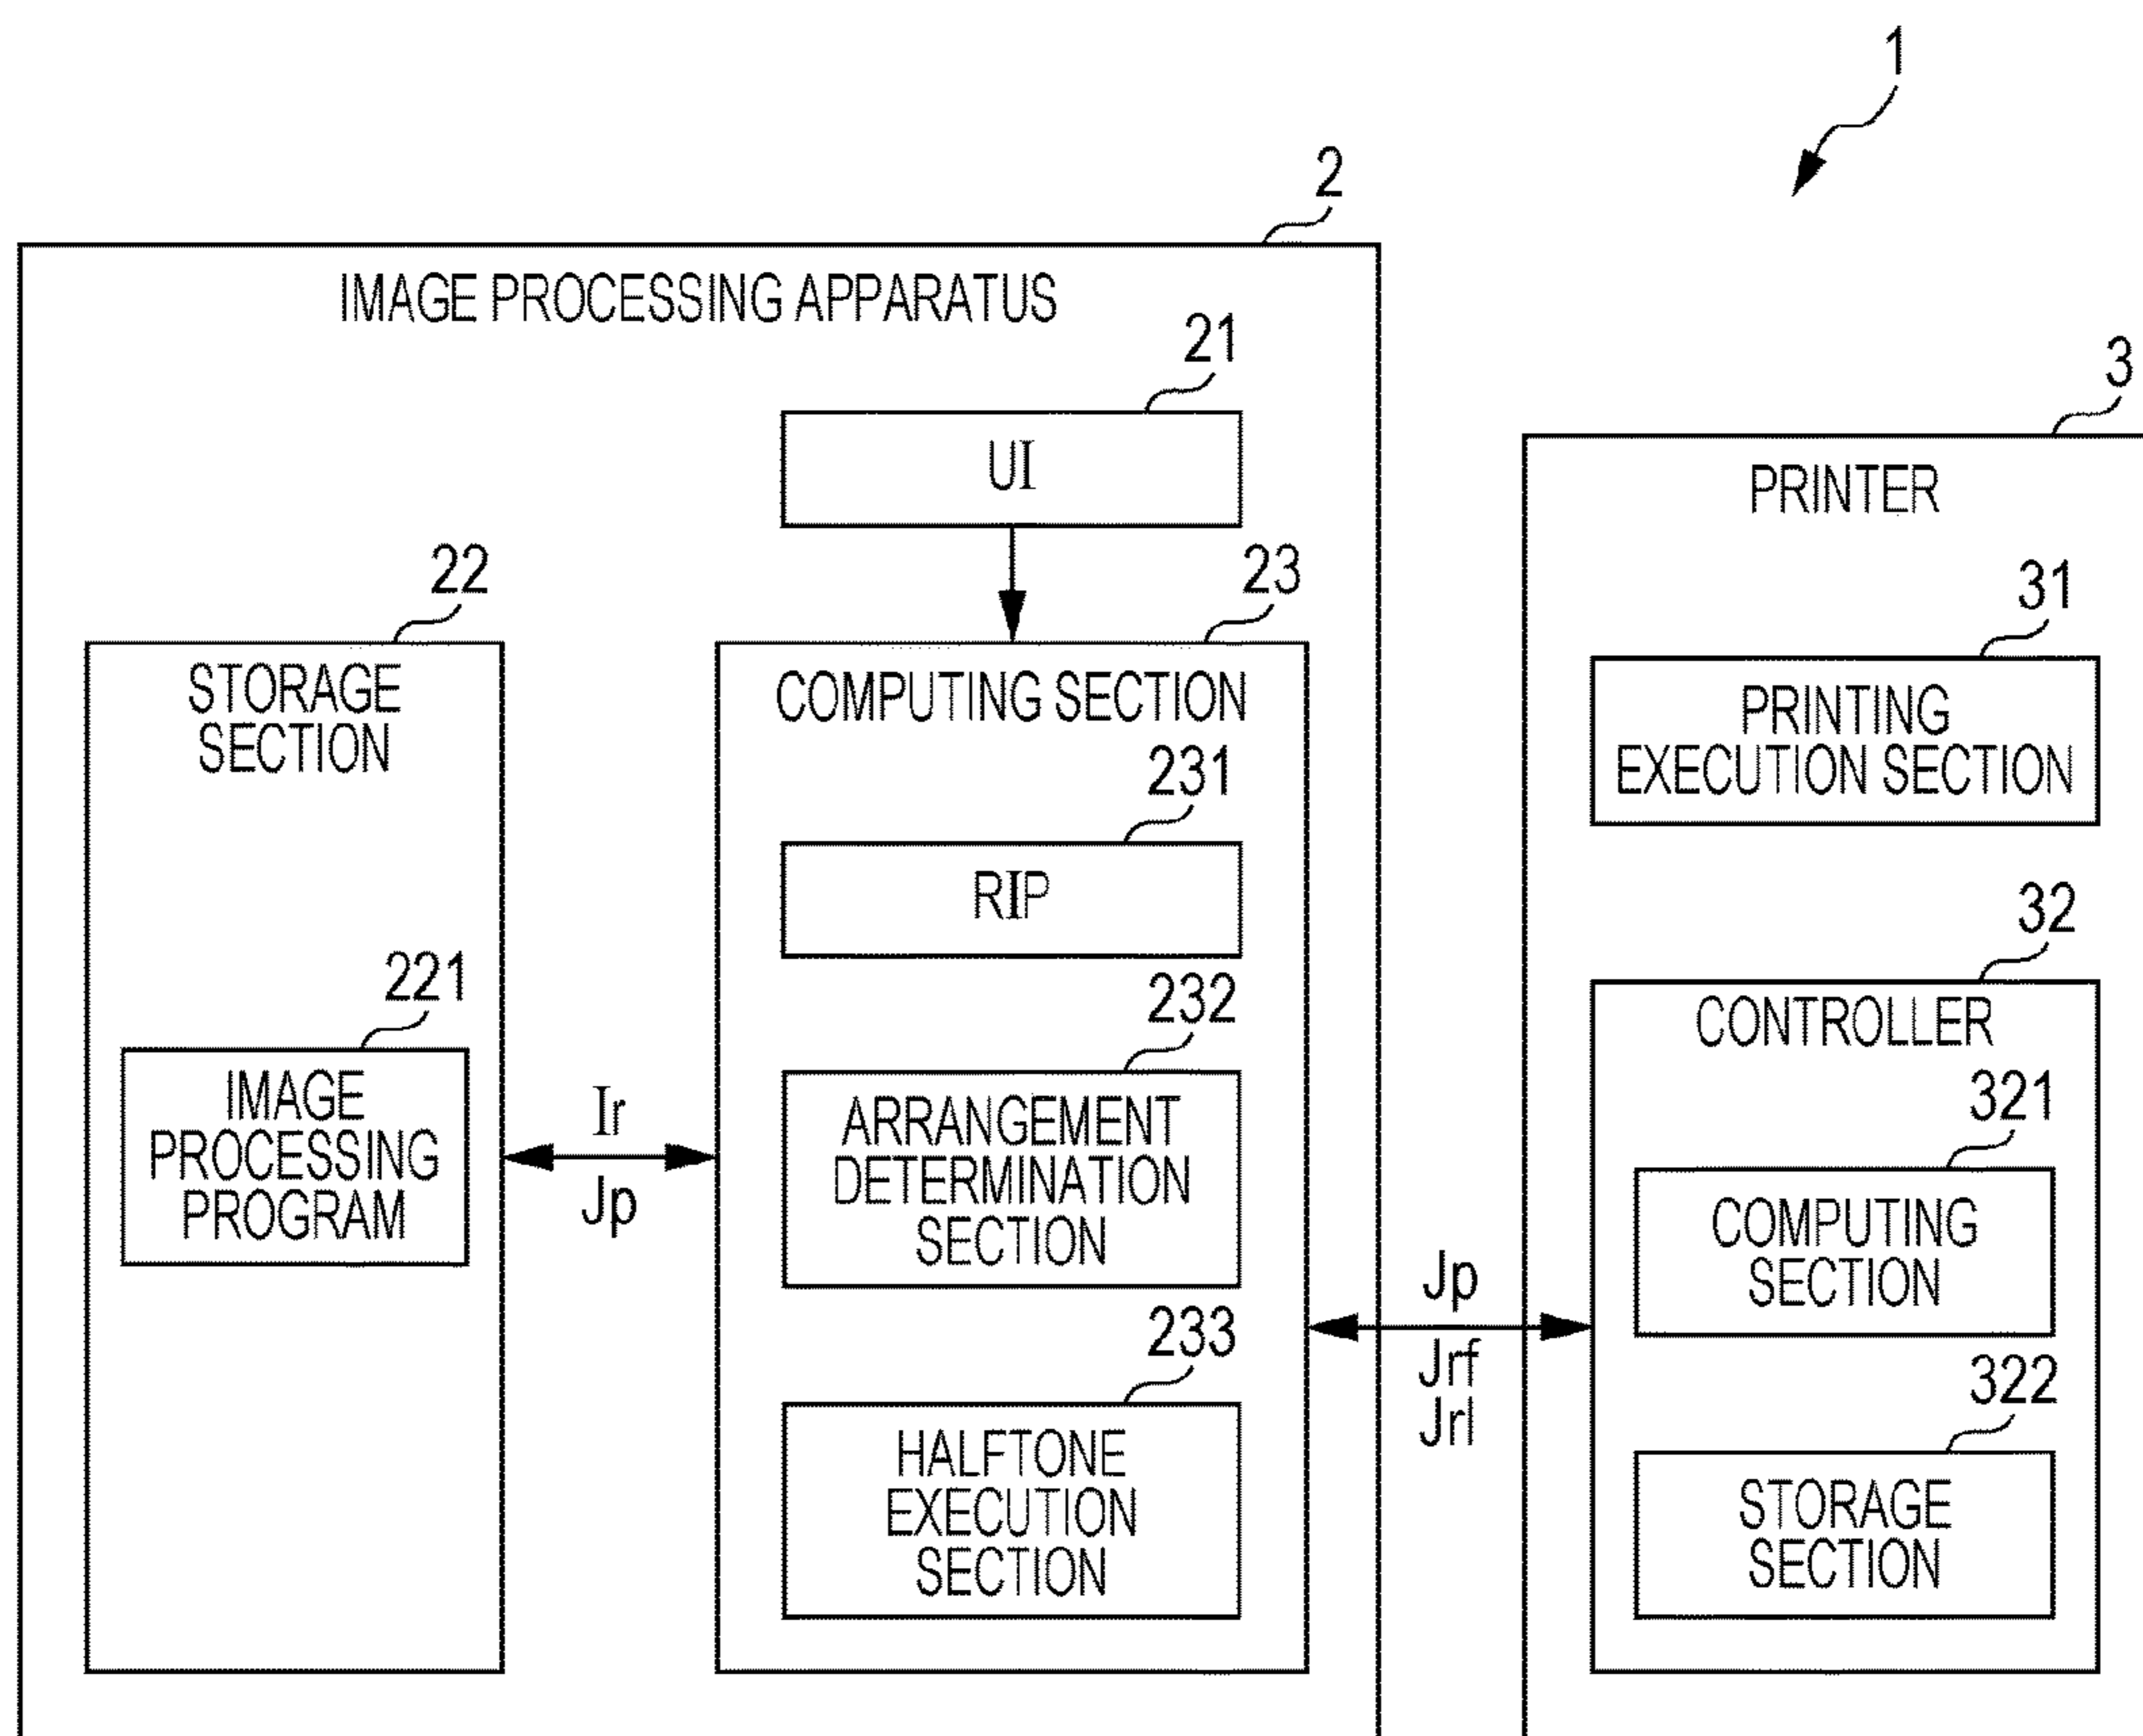 1
2
IMAGE PROCESSING APPARATUS
21
UI
22
STORAGE
SECTION
221
IMAGE
PROCESSING
PROGRAM
Ir
Jp
23
COMPUTING SECTION
231
RIP
232
ARRANGEMENT
DETERMINATION
SECTION
233
HALFTONE
EXECUTION
SECTION
Jp
Jrf
Jrl
3
PRINTER
31
PRINTING
EXECUTION SECTION
32
CONTROLLER
321
COMPUTING
SECTION
322
STORAGE
SECTION